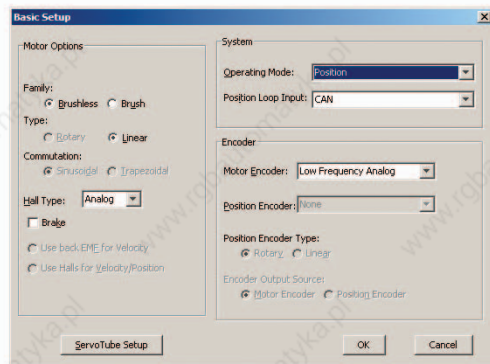 Basic Setup
Motor Options
Family:
Brushless Brush
Type:
Rotary Linear
Commutation:
Sinusoidal Trapezoidal
Hall Type: Analog
Brake
Use back EMF for Velocity
Use Halls for Velocity/Position
ServoTube Setup
System
Operating Mode: Position
Position Loop Input: CAN
Encoder
Motor Encoder: Low Frequency Analog
Position Encoder: None
Position Encoder Type:
Rotary Linear
Encoder Output Source:
Motor Encoder Position Encoder
OK Cancel
www.rgbautomatyka.pl